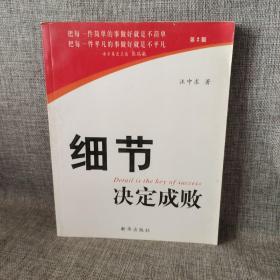 把每一件简单的事做好就是不简单
把每一件平凡的事做好就是不平凡
第2版
汪中求 著
细节
Detail is the key of success
决定成败
新华出版社